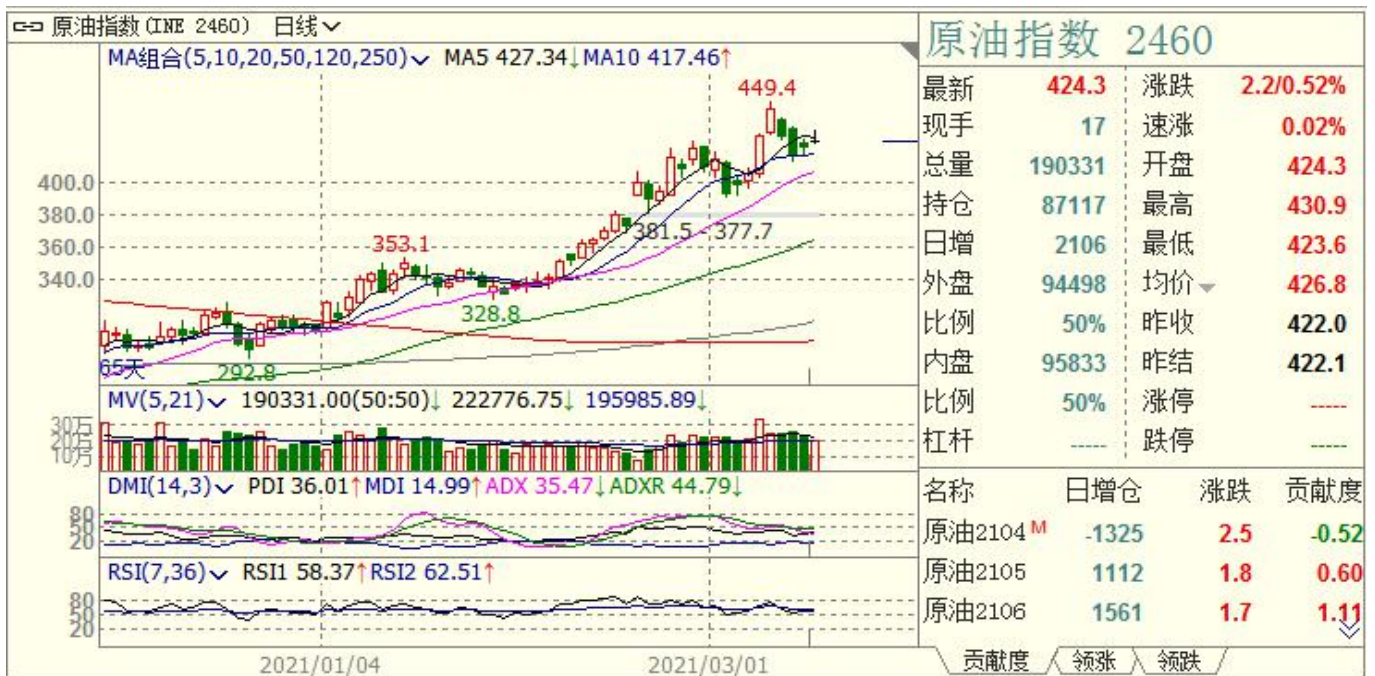 原油指数(INE 2460) 日线
MA组合(5,10,20,50,120,250) MA5 427.34↓MA10 417.46↑
449.4
400.0
380.0
381.5 - 377.7
353.1
360.0
340.0
328.8
65天
292.8
MV(5,21) 190331.00(50:50)↓ 222776.75↓ 195985.89↓
30万
20万
10万
DMI(14,3) PDI 36.01↑MDI 14.99↑ADX 35.47↓ADXR 44.79↓
80
50
20
RSI(7,36) RSI1 58.37↑RSI2 62.51↑
80
50
20
2021/01/04 2021/03/01
原油指数 2460
最新 424.3 涨跌 2.2/0.52%
现手 17 速涨 0.02%
总量 190331 开盘 424.3
持仓 87117 最高 430.9
日增 2106 最低 423.6
外盘 94498 均价 426.8
比例 50% 昨收 422.0
内盘 95833 昨结 422.1
比例 50% 涨停 -----
杠杆 ----- 跌停 -----
名称 日增仓 涨跌 贡献度
原油2104 M -1325 2.5 -0.52
原油2105 1112 1.8 0.60
原油2106 1561 1.7 1.11
贡献度 领涨 领跌